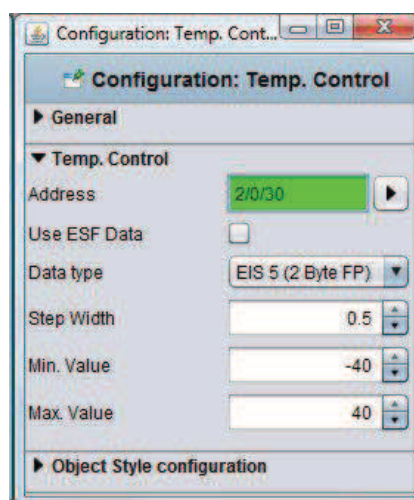 Configuration: Temp. Cont...
Configuration: Temp. Control
General
Temp. Control
Address 2/0/30
Use ESF Data
Data type EIS 5 (2 Byte FP)
Step Width 0.5
Min. Value -40
Max. Value 40
Object Style configuration